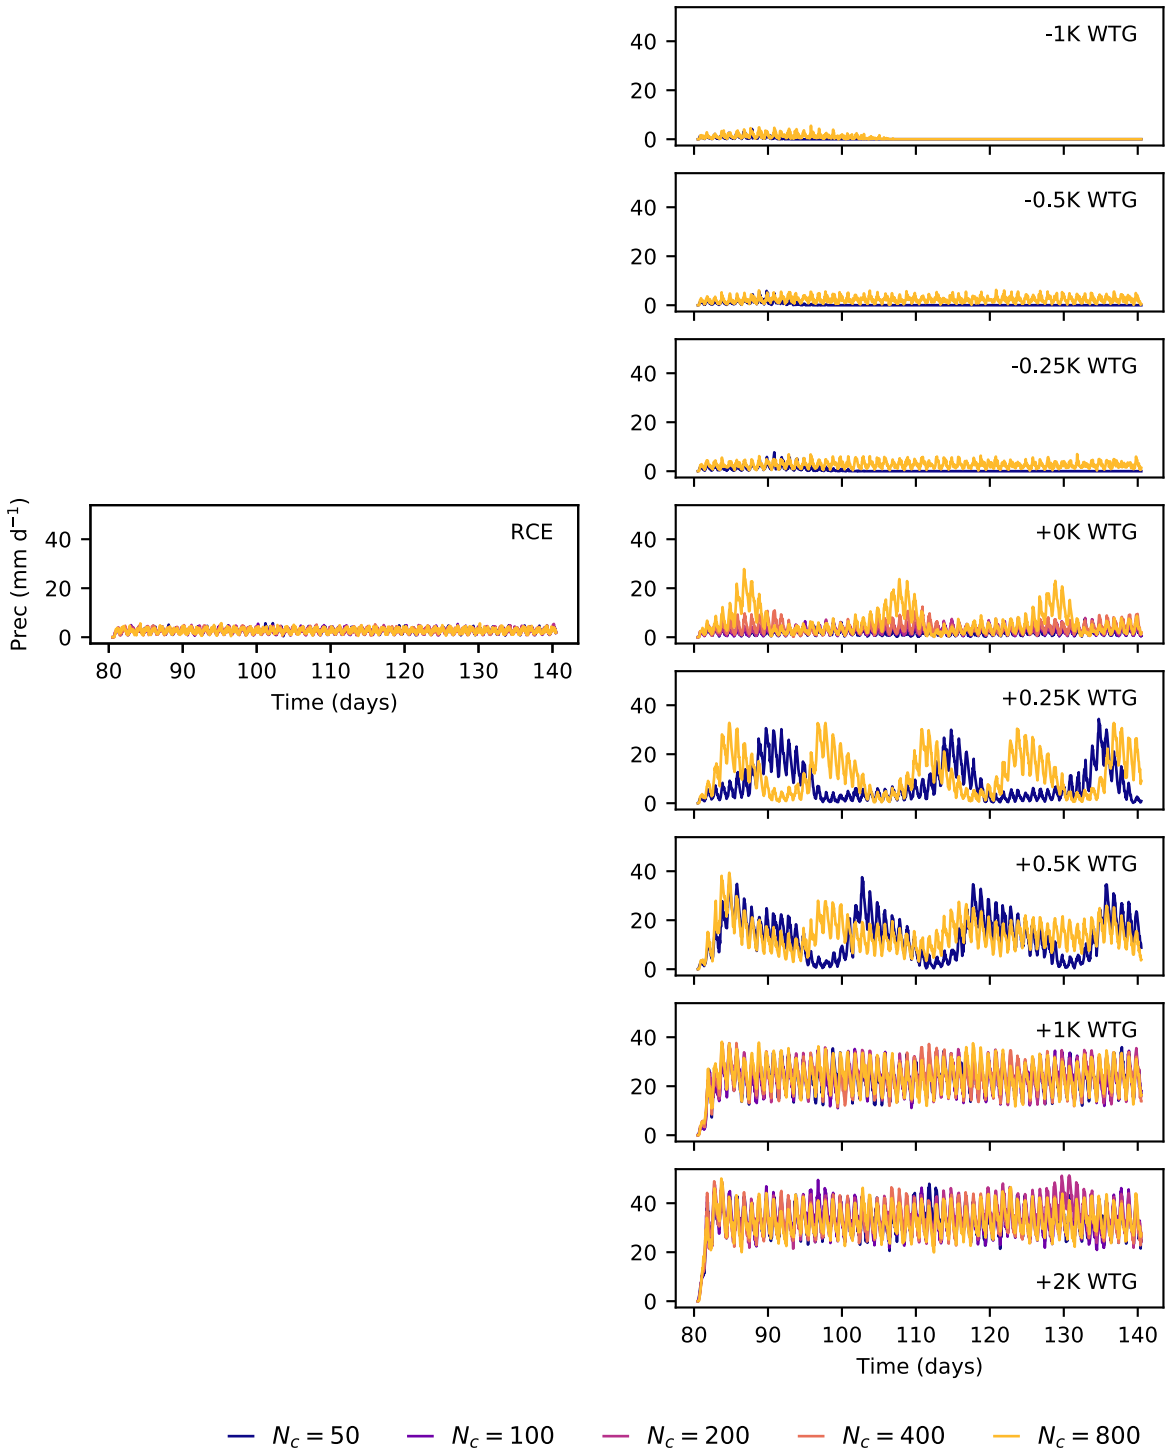 40
20
0
-1K WTG
40
20
0
-0.5K WTG
40
20
0
-0.25K WTG
Prec (mm d⁻¹)
40
20
0
RCE
80 90 100 110 120 130 140
Time (days)
40
20
0
+0K WTG
40
20
0
+0.25K WTG
40
20
0
+0.5K WTG
40
20
0
+1K WTG
40
20
0
+2K WTG
80 90 100 110 120 130 140
Time (days)
N_c = 50 N_c = 100 N_c = 200 N_c = 400 N_c = 800